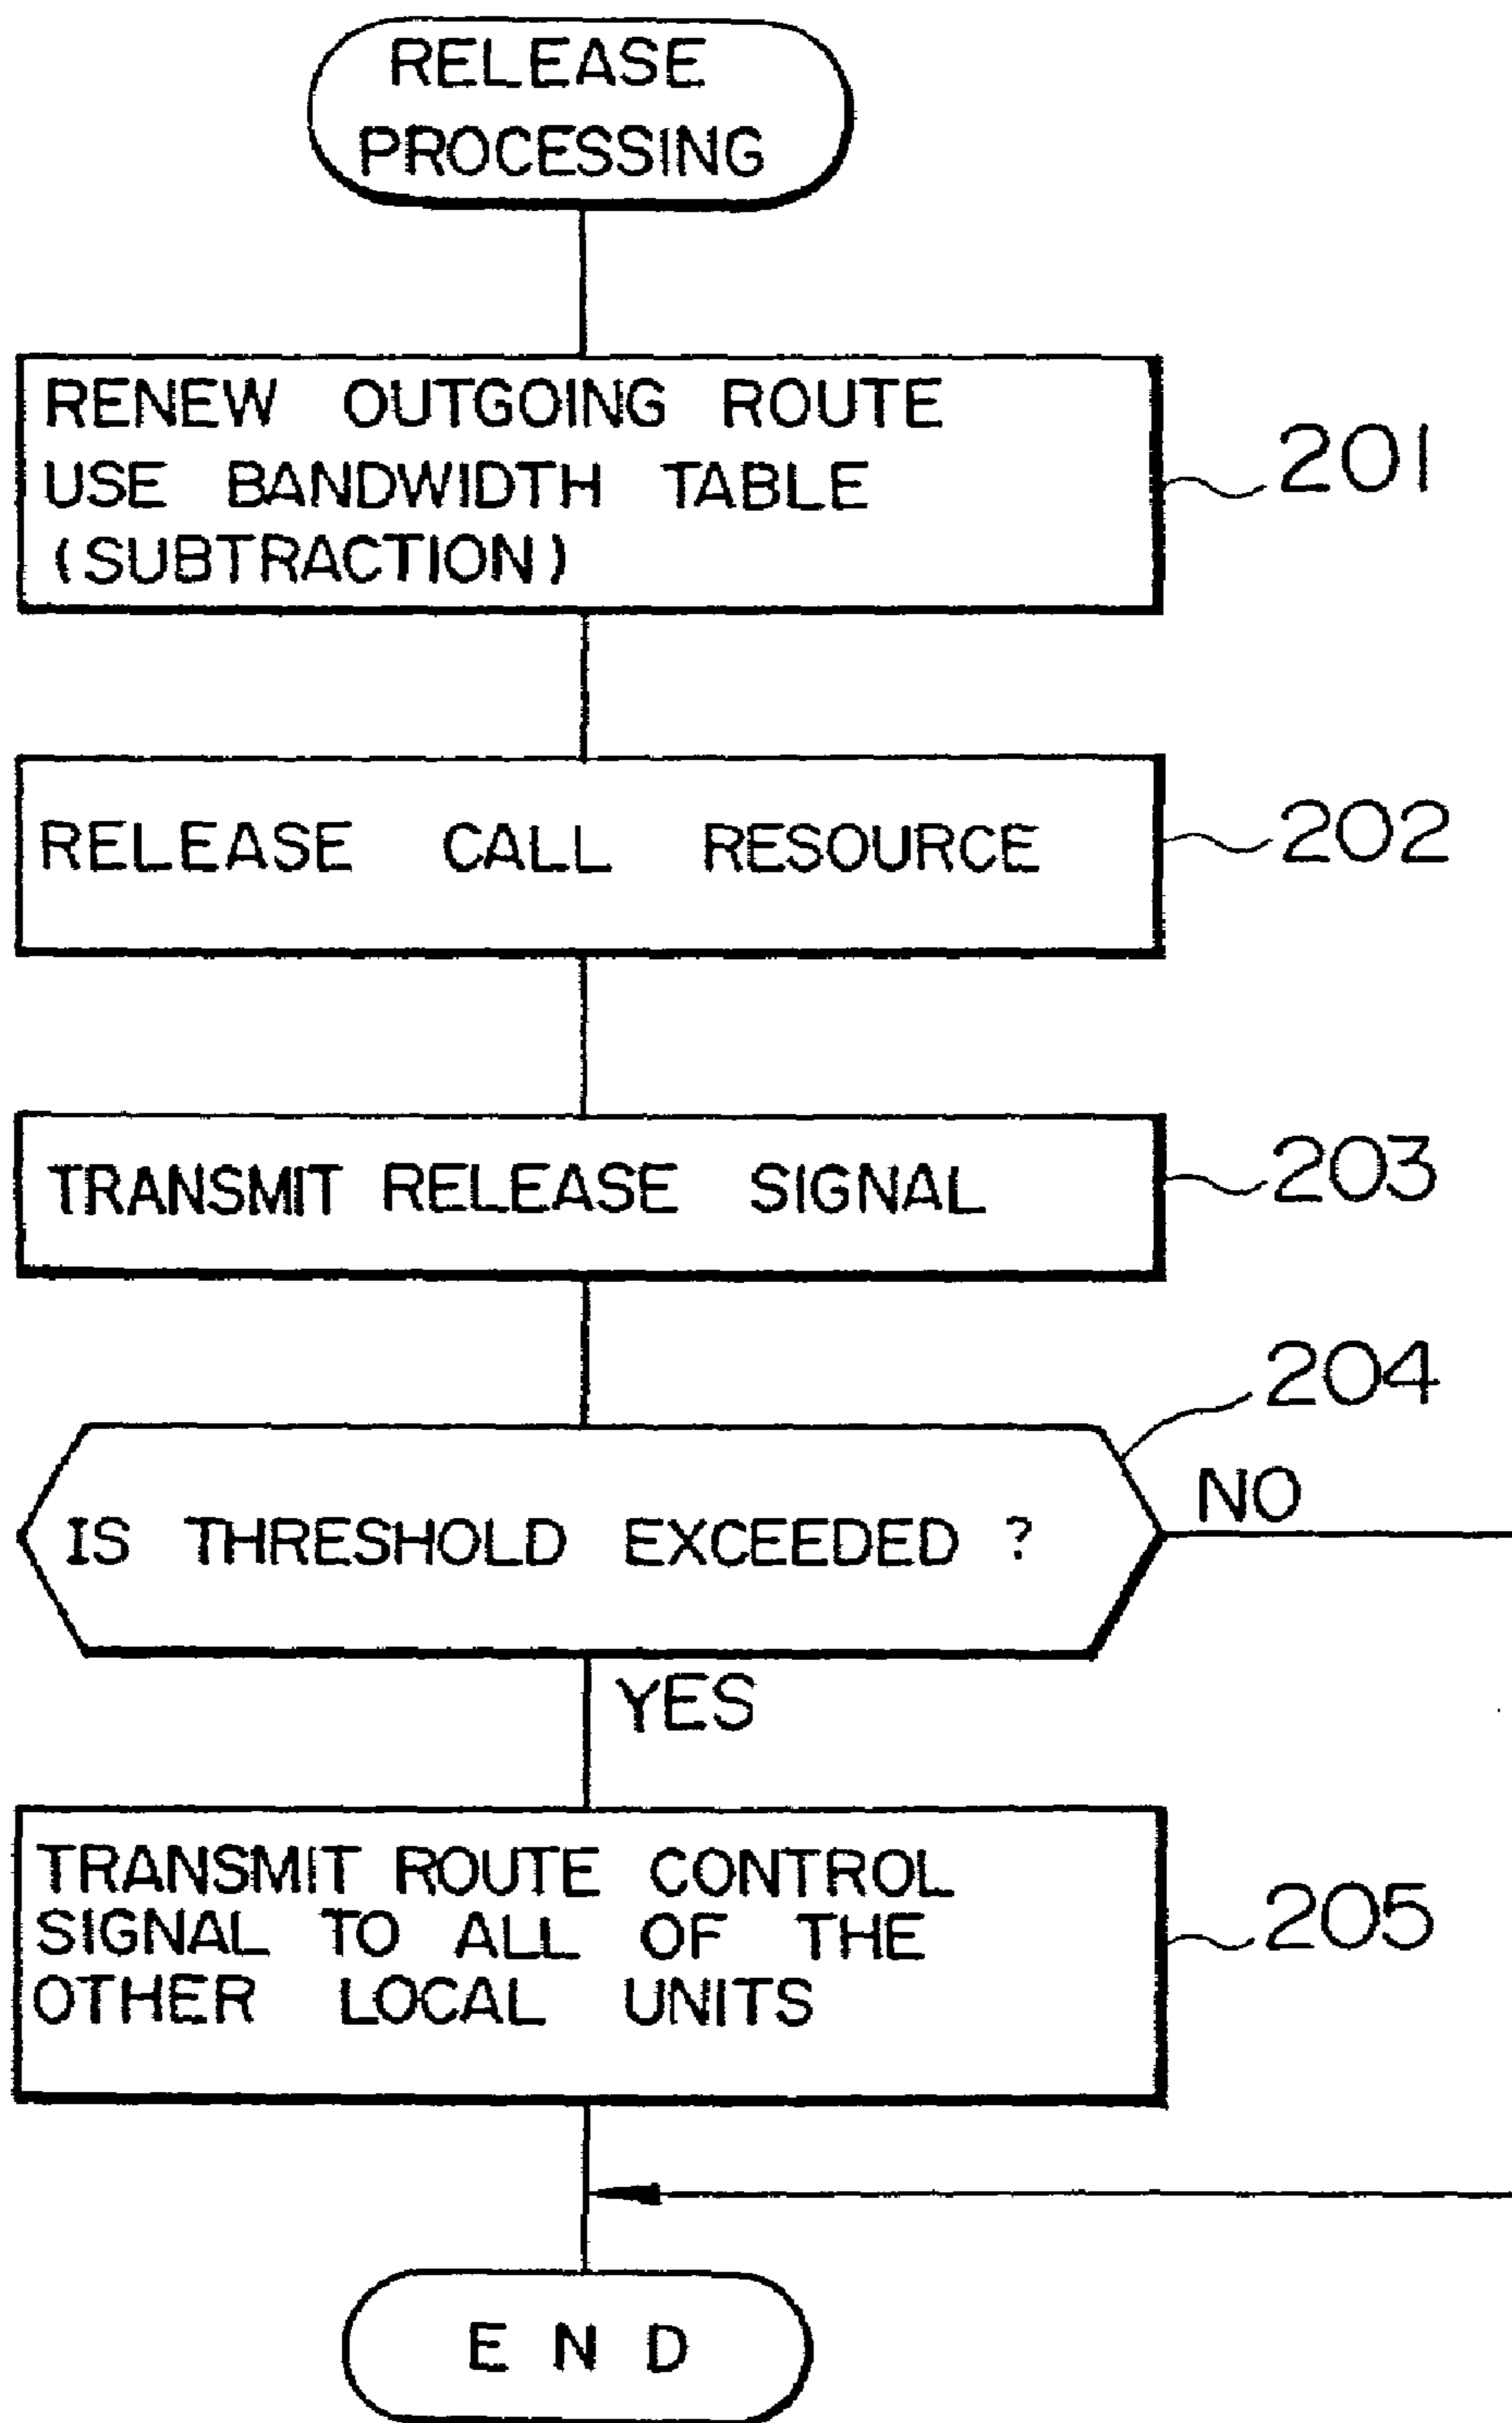 RELEASE
PROCESSING
RENEW OUTGOING ROUTE
USE BANDWIDTH TABLE
(SUBTRACTION)
201
RELEASE CALL RESOURCE
202
TRANSMIT RELEASE SIGNAL
203
204
IS THRESHOLD EXCEEDED ?
NO
YES
TRANSMIT ROUTE CONTROL
SIGNAL TO ALL OF THE
OTHER LOCAL UNITS
205
END